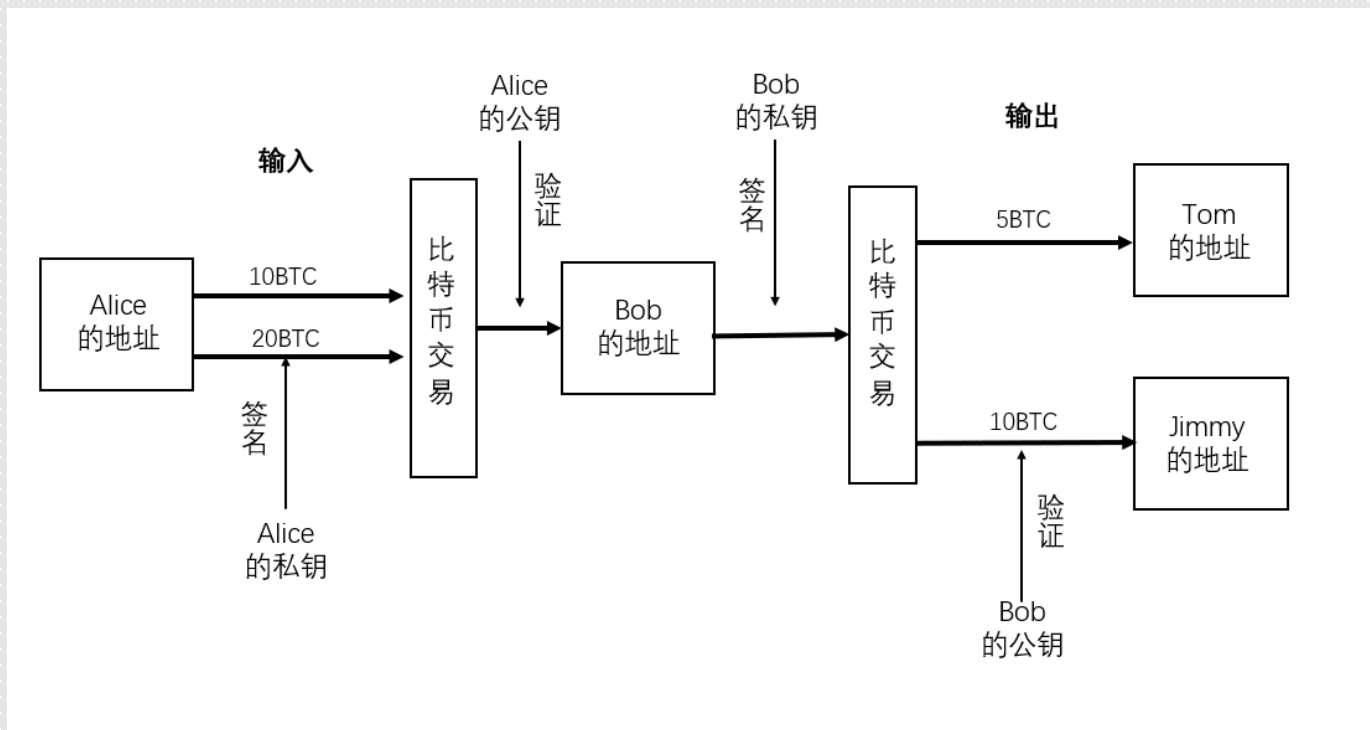 输入
Alice
的地址
10BTC
20BTC
签名
Alice
的私钥
比特币交易
Alice
的公钥
验证
Bob
的地址
Bob
的私钥
签名
比特币交易
输出
5BTC
Tom
的地址
10BTC
Jimmy
的地址
验证
Bob
的公钥